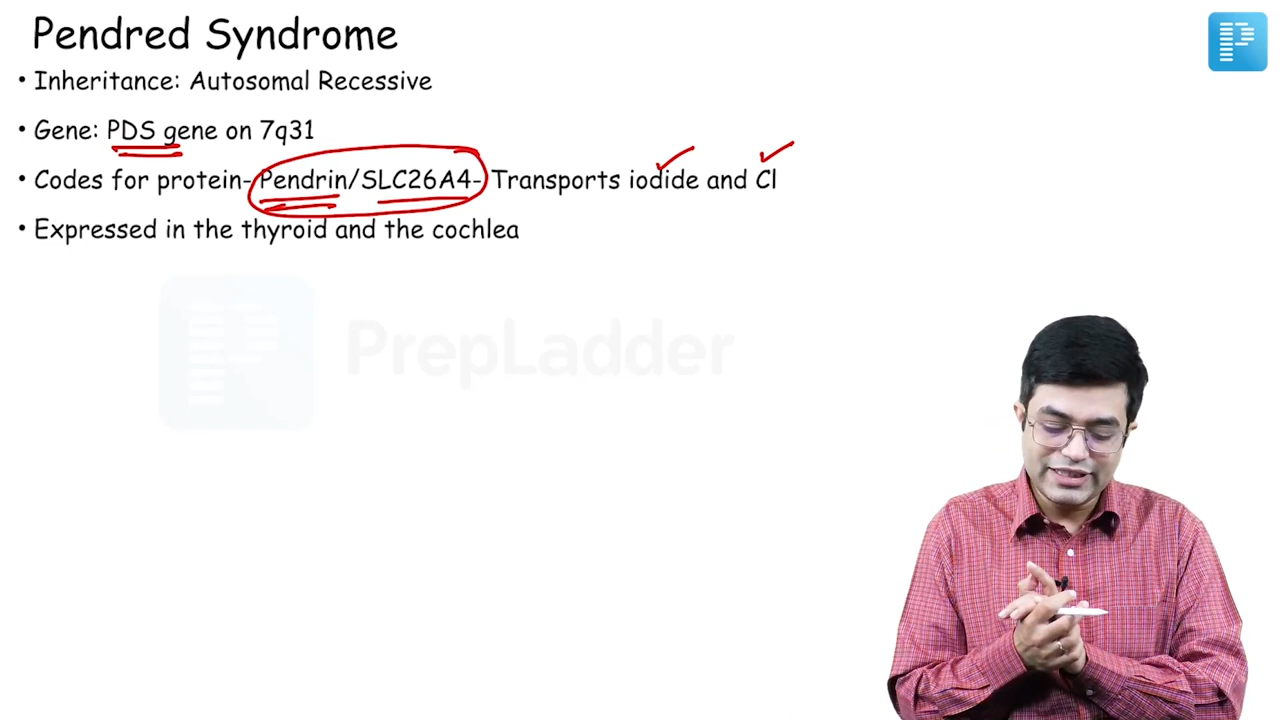 Pendred Syndrome
• Inheritance: Autosomal Recessive
• Gene: PDS gene on 7q31
• Codes for protein- Pendrin/SLC26A4- Transports iodide and Cl
• Expressed in the thyroid and the cochlea
PrepLadder